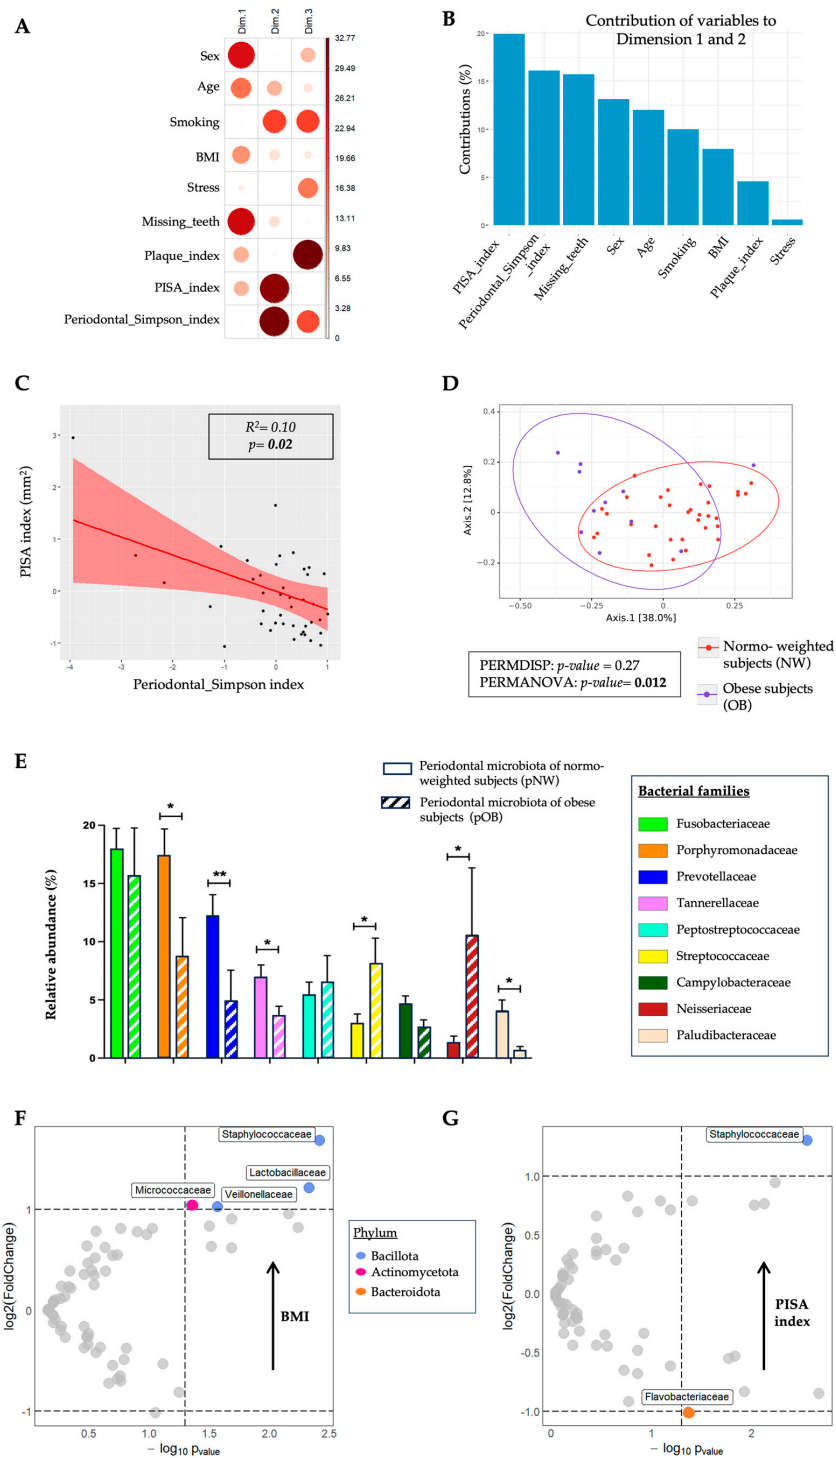 A
Dim.1
Dim.2
Dim.3
Sex
Age
Smoking
BMI
Stress
Missing_teeth
Plaque_index
PISA_index
Periodontal_Simpson_index
32.77
29.49
26.21
22.94
19.66
16.38
13.11
9.83
6.55
3.28
0
B
Contribution of variables to
Dimension 1 and 2
Contributions (%)
20
15
10
5
0
PISA_index
Periodontal_Simpson
_index
Missing_teeth
Sex
Age
Smoking
BMI
Plaque_index
Stress
C
R²= 0.10
p= 0.02
PISA index (mm²)
3
2
1
0
-1
-4
-3
-2
-1
0
1
Periodontal_Simpson index
D
Axis.2 [12.8%]
0.4
0.2
0
−0.2
−0.50
−0.25
0
0.25
Axis.1 [38.0%]
PERMDISP: p-value = 0.27
PERMANOVA: p-value= 0.012
Normo- weighted
subjects (NW)
Obese subjects
(OB)
E
Periodontal microbiota of normo-
weighted subjects (pNW)
Periodontal microbiota of obese
subjects (pOB)
Relative abundance (%)
20
15
10
5
0
*
**
*
*
*
*
Bacterial families
Fusobacteriaceae
Porphyromonadaceae
Prevotellaceae
Tannerellaceae
Peptostreptococcaceae
Streptococcaceae
Campylobacteraceae
Neisseriaceae
Paludibacteraceae
F
Staphylococcaceae
Lactobacillaceae
Micrococcaceae
Veillonellaceae
log2(FoldChange)
1
0
-1
BMI
0.5
1.0
1.5
2.0
2.5
− log10 pvalue
Phylum
Bacillota
Actinomycetota
Bacteroidota
G
Staphylococcaceae
log2(FoldChange)
1.0
0.5
0.0
-0.5
-1.0
PISA
index
Flavobacteriaceae
0
1
2
− log10 pvalue